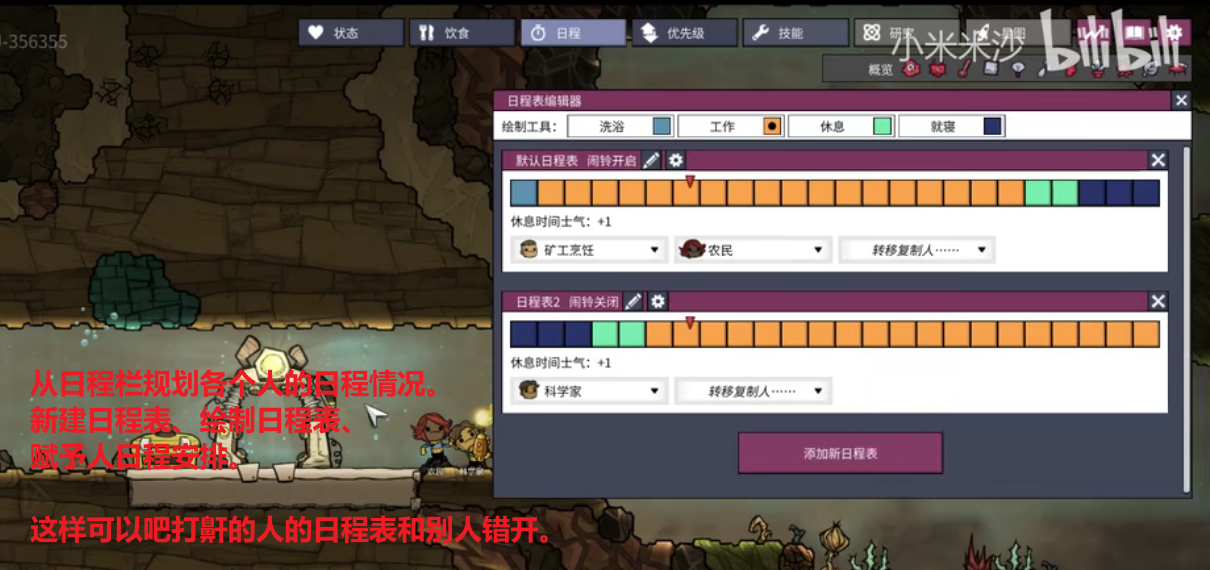 状态 饮食 日程 优先级 技能 研究
-356355
小米米沙 bilibili
概览
日程表编辑器
绘制工具: 洗浴 工作 休息 就寝
默认日程表 闹铃开启
休息时间士气: +1
矿工烹饪 农民 转移复制人……
日程表2 闹铃关闭
休息时间士气: +1
科学家 转移复制人……
添加新日程表
从日程栏规划各个人的日程情况。
新建日程表、绘制日程表、
赋予人日程安排。
农民 科学家
这样可以吧打鼾的人的日程表和别人错开。